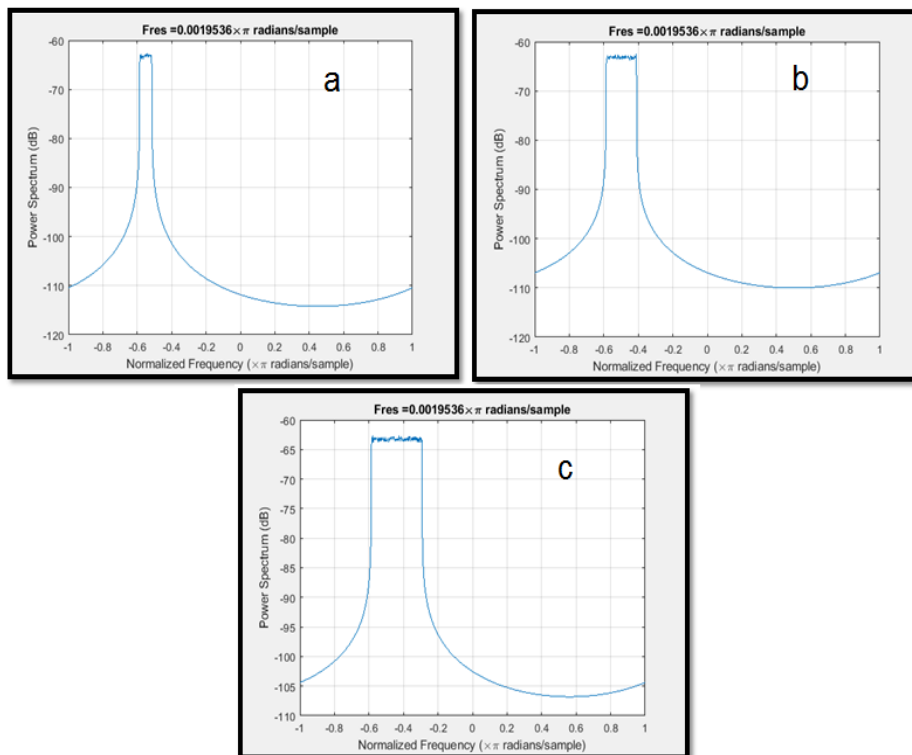 Fres =0.0019536×π radians/sample
a
Power Spectrum (dB)
-60
-70
-80
-90
-100
-110
-120
-1 -0.8 -0.6 -0.4 -0.2 0 0.2 0.4 0.6 0.8 1
Normalized Frequency (×π radians/sample)
Fres =0.0019536×π radians/sample
b
Power Spectrum (dB)
-60
-70
-80
-90
-100
-110
-120
-1 -0.8 -0.6 -0.4 -0.2 0 0.2 0.4 0.6 0.8 1
Normalized Frequency (×π radians/sample)
Fres =0.0019536×π radians/sample
c
Power Spectrum (dB)
-60
-65
-70
-75
-80
-85
-90
-95
-100
-105
-110
-1 -0.8 -0.6 -0.4 -0.2 0 0.2 0.4 0.6 0.8 1
Normalized Frequency (×π radians/sample)